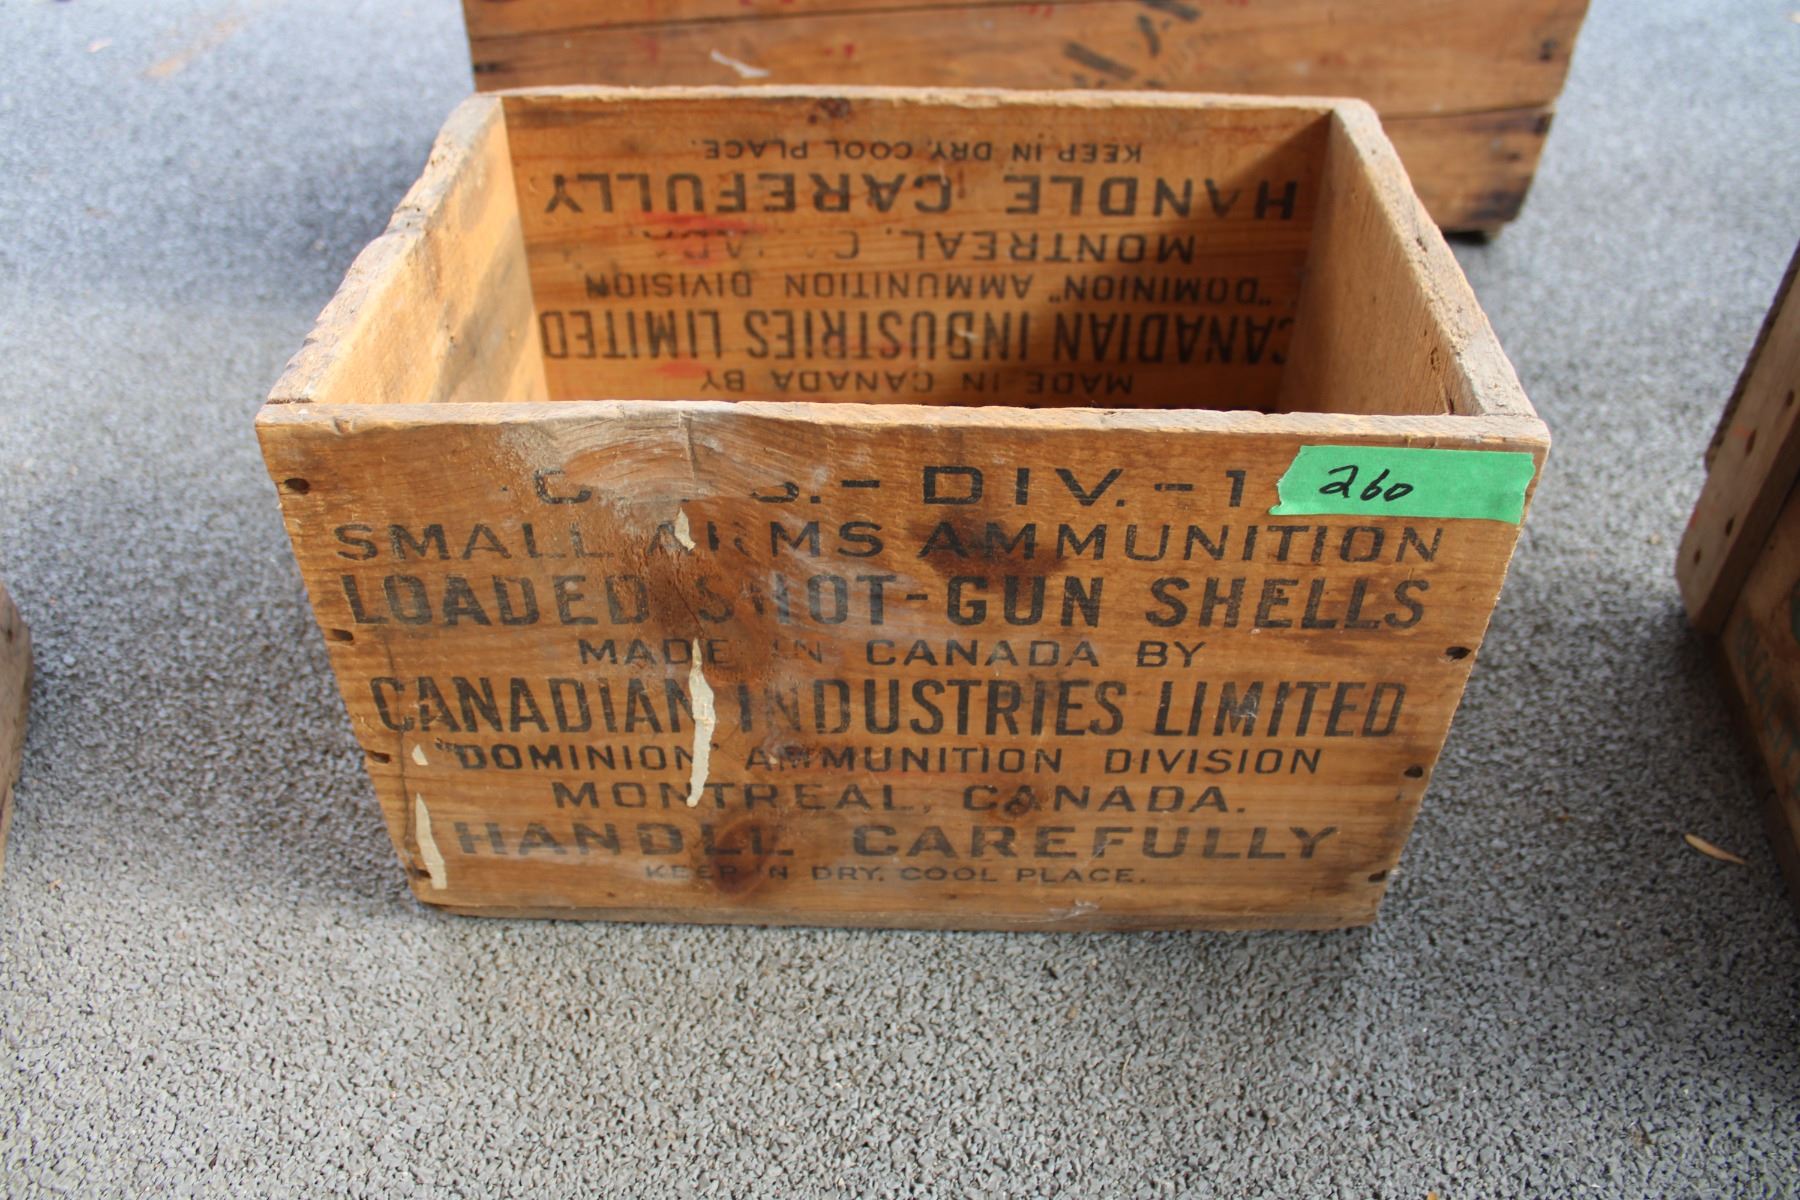 KEEP IN DRY, COOL PLACE.
HANDLE CAREFULLY
MONTREAL,
"DOMINION" AMMUNITION DIVISION
CANADIAN INDUSTRIES LIMITED
MADE IN CANADA BY
DIV. - 1
260
SMALL ARMS AMMUNITION
LOADED SHOT-GUN SHELLS
MADE IN CANADA BY
CANADIAN INDUSTRIES LIMITED
"DOMINION" AMMUNITION DIVISION
MONTREAL, CANADA.
HANDLE CAREFULLY
KEEP IN DRY, COOL PLACE.